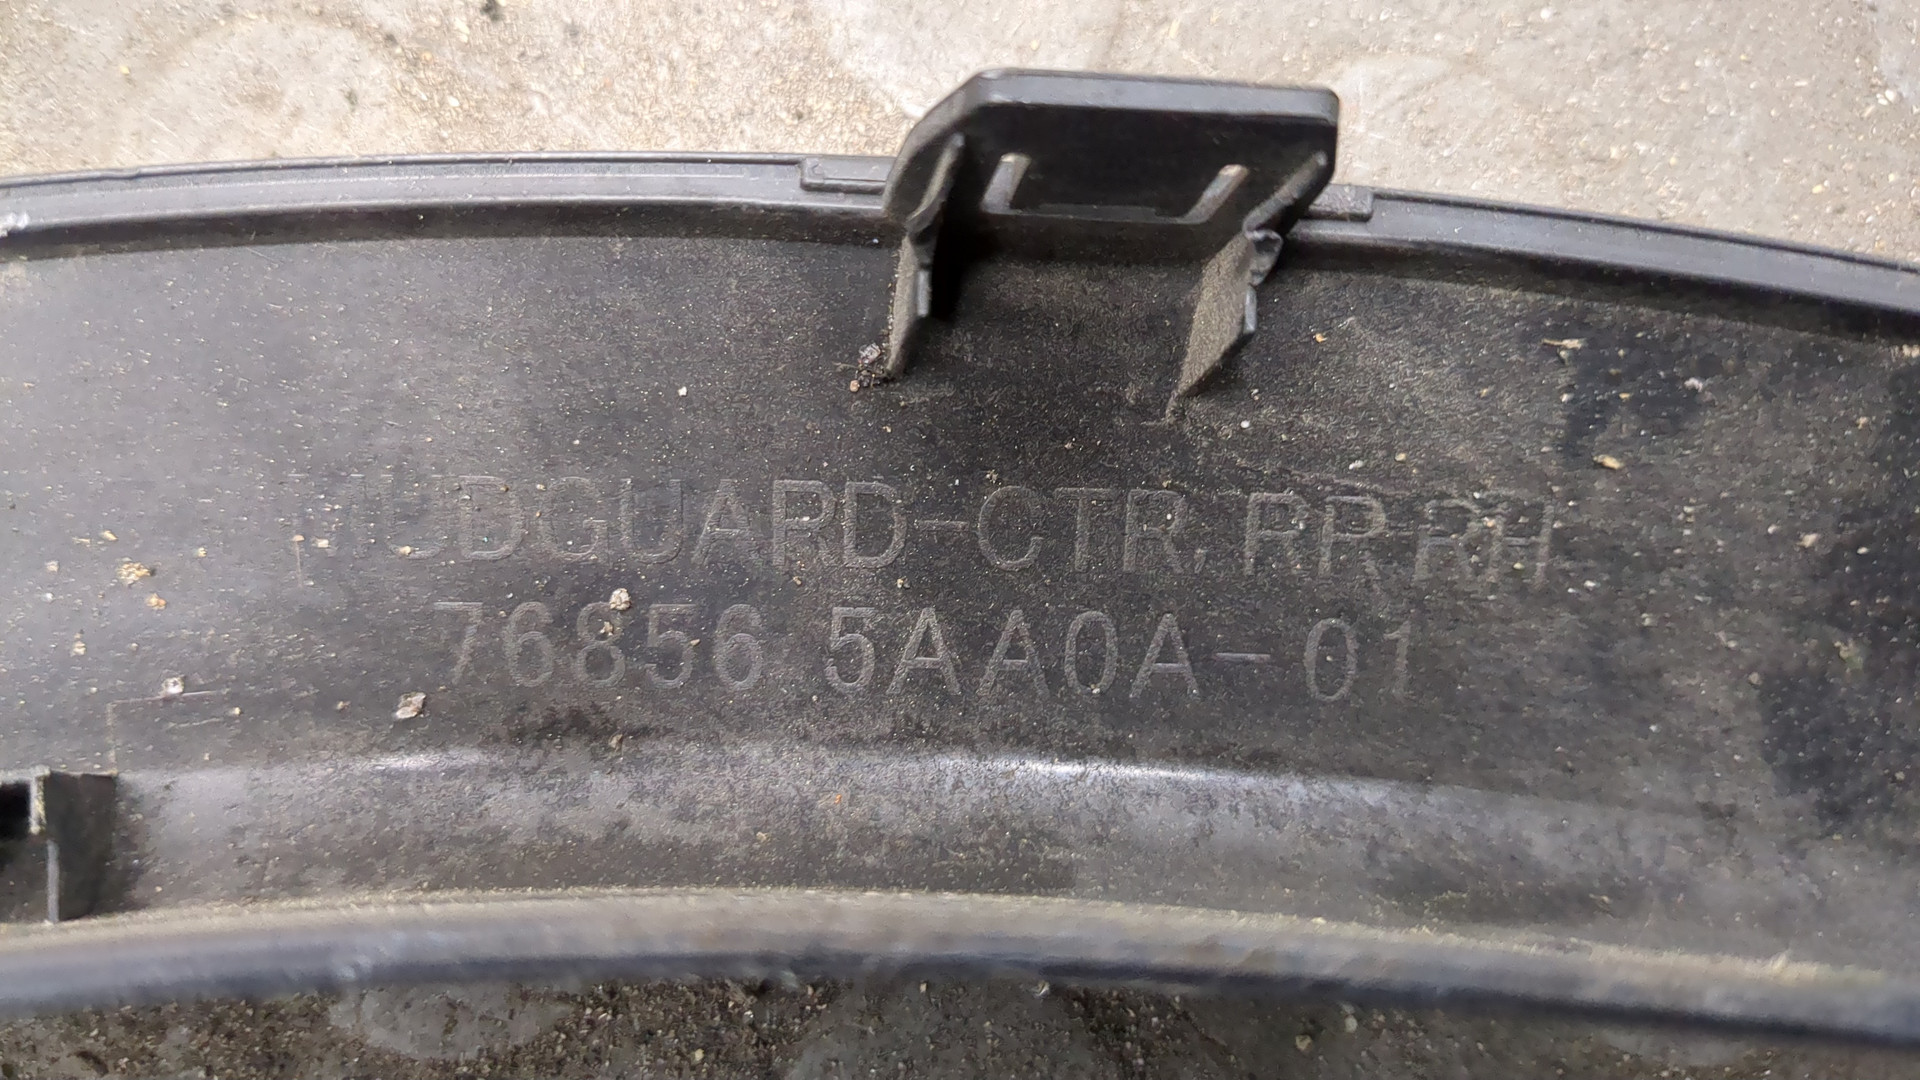 MUDGUARD-CTR, RR RH
76856 5AA0A-01